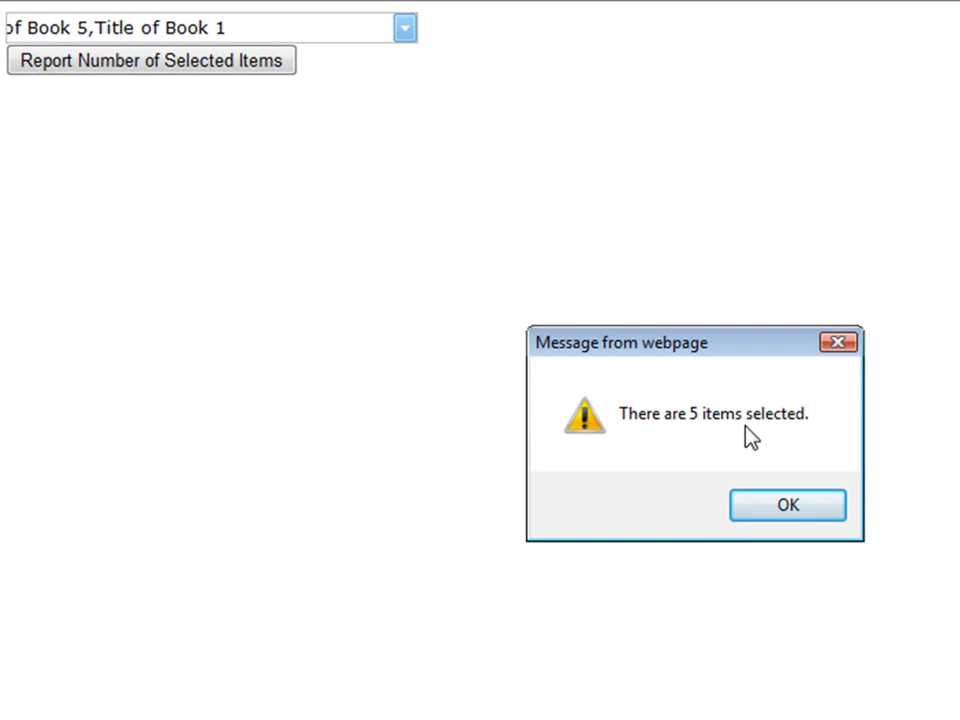 of Book 5,Title of Book 1
Report Number of Selected Items
Message from webpage
There are 5 items selected.
OK